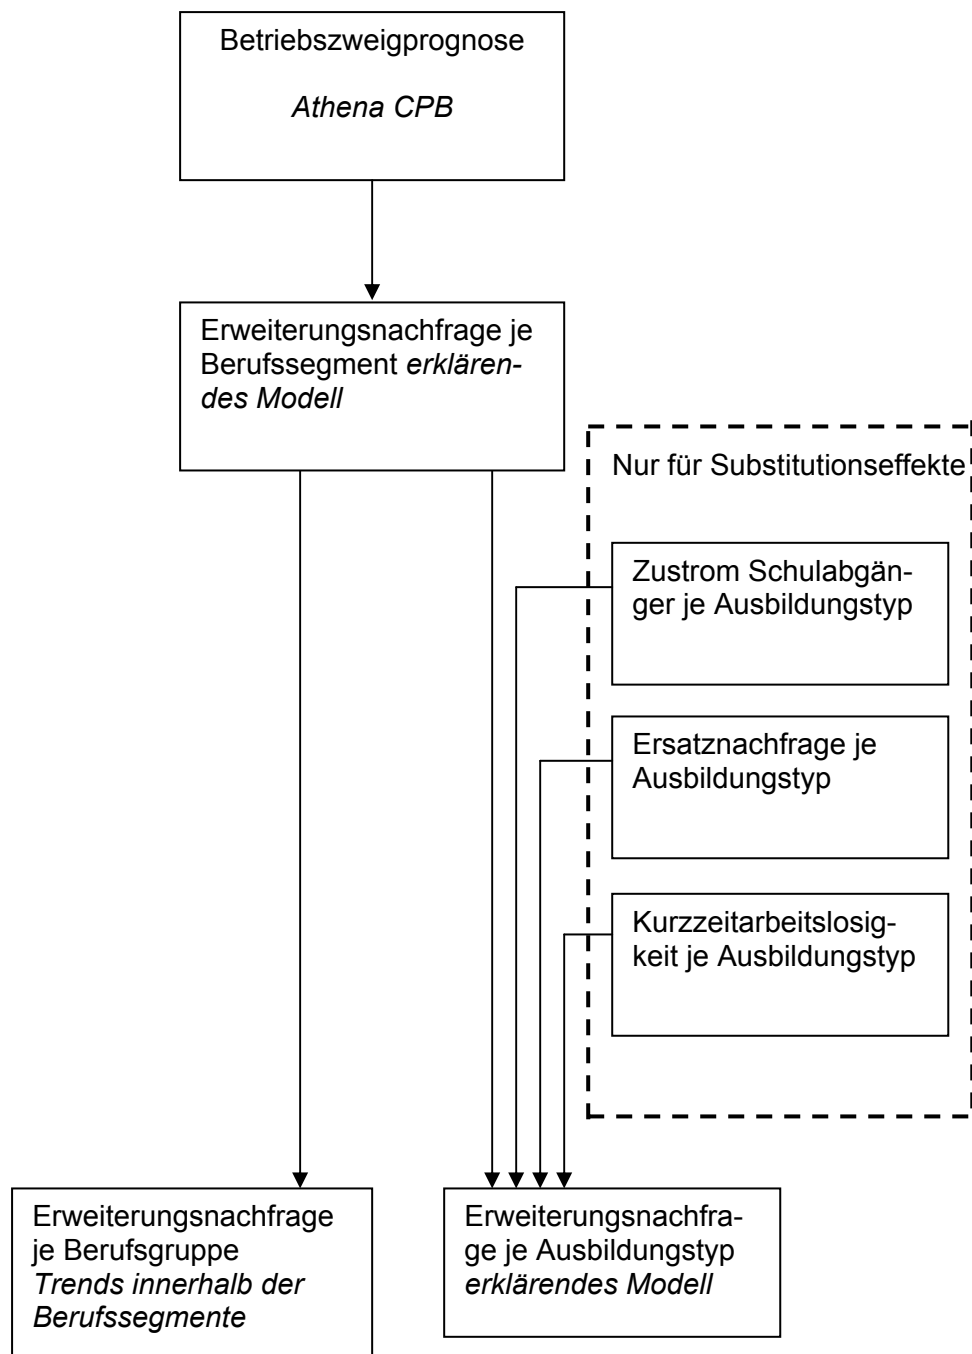 Betriebszweigprognose
Athena CPB
Erweiterungsnachfrage je
Berufssegment erklären-
des Modell
Nur für Substitutionseffekte
Zustrom Schulabgän-
ger je Ausbildungstyp
Ersatznachfrage je
Ausbildungstyp
Kurzzeitarbeitslosig-
keit je Ausbildungstyp
Erweiterungsnachfrage
je Berufsgruppe
Trends innerhalb der
Berufssegmente
Erweiterungsnachfra-
ge je Ausbildungstyp
erklärendes Modell